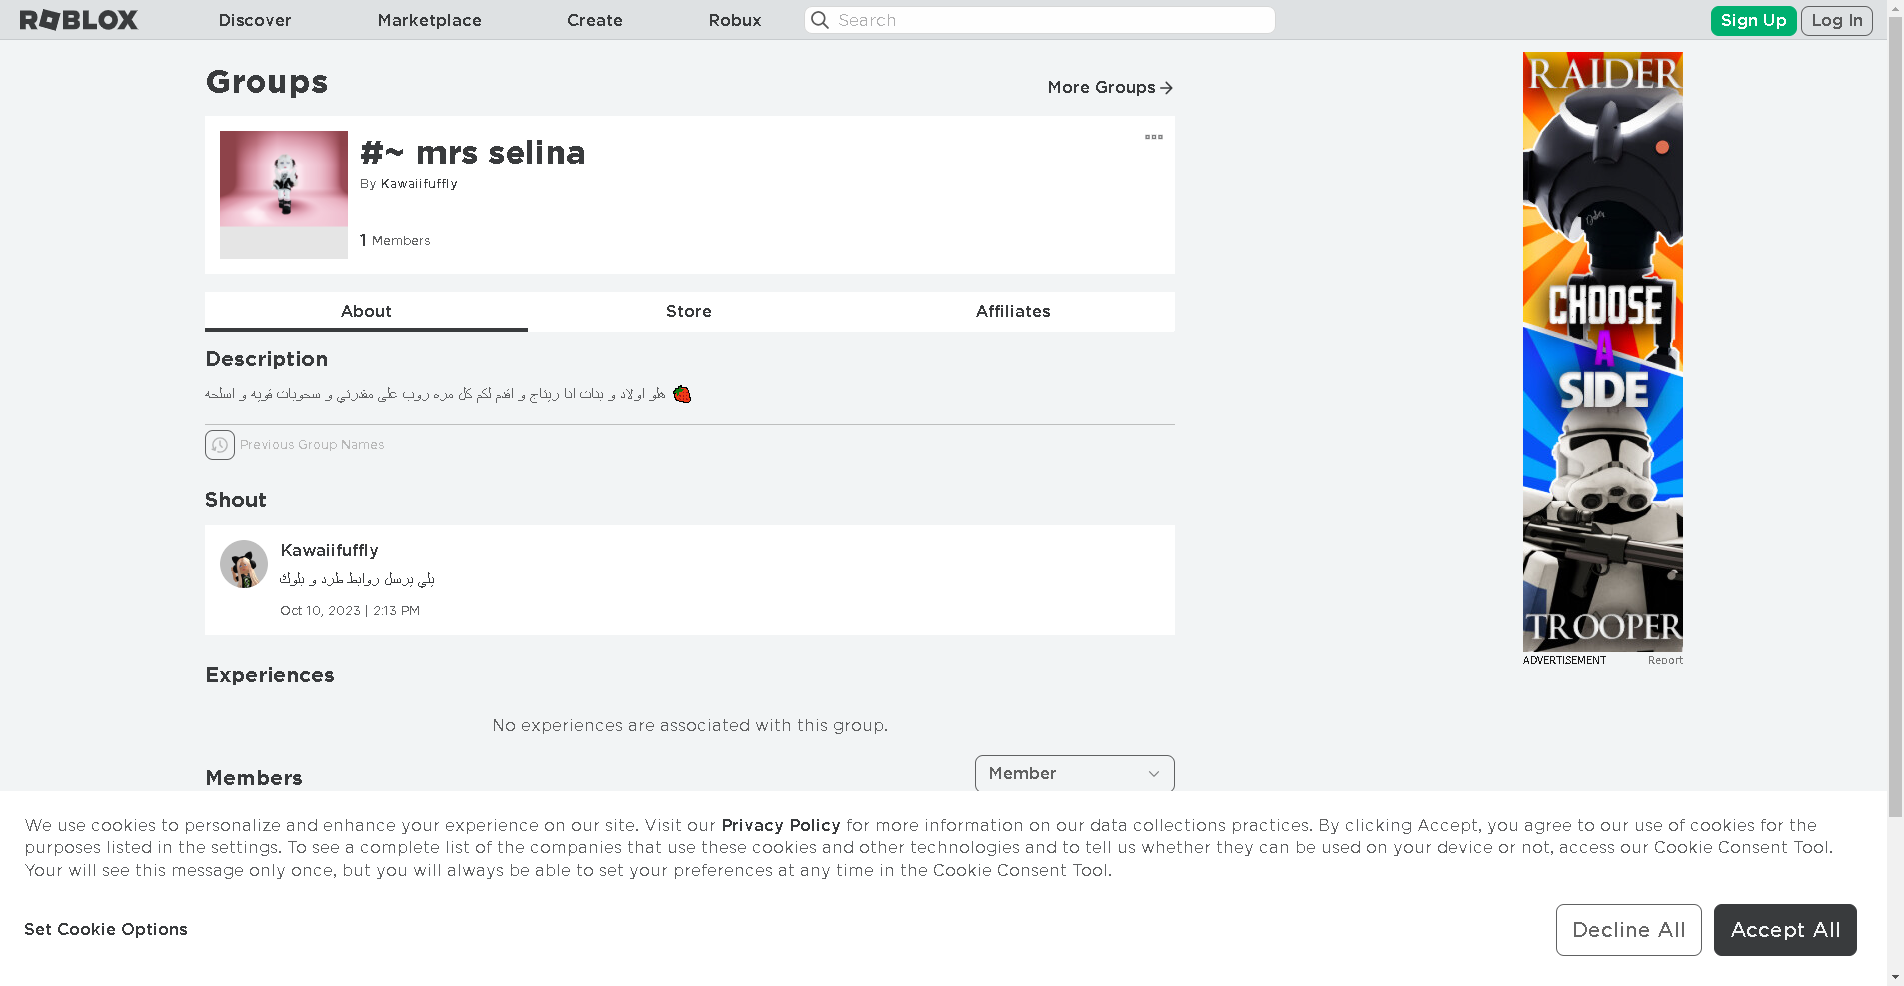 ROBLOX
Discover
Marketplace
Create
Robux
Search
Sign Up
Log In
Groups
More Groups
#~ mrs selina
By Kawaiifuffly
1 Members
About
Store
Affiliates
Description
هلو اولاد و بنات انا ريتاج و اقدم لكم كل مره روب على مقدرتي و سحوبات قويه و اسلحه 🍓
Previous Group Names
Shout
Kawaiifuffly
يلي يرسل روابط طرد و بلوك
Oct 10, 2023 | 2:13 PM
Experiences
No experiences are associated with this group.
Members
Member
RAIDER
CHOOSE
A
SIDE
TROOPER
ADVERTISEMENT
Report
We use cookies to personalize and enhance your experience on our site. Visit our Privacy Policy for more information on our data collections practices. By clicking Accept, you agree to our use of cookies for the
purposes listed in the settings. To see a complete list of the companies that use these cookies and other technologies and to tell us whether they can be used on your device or not, access our Cookie Consent Tool.
Your will see this message only once, but you will always be able to set your preferences at any time in the Cookie Consent Tool.
Set Cookie Options
Decline All
Accept All